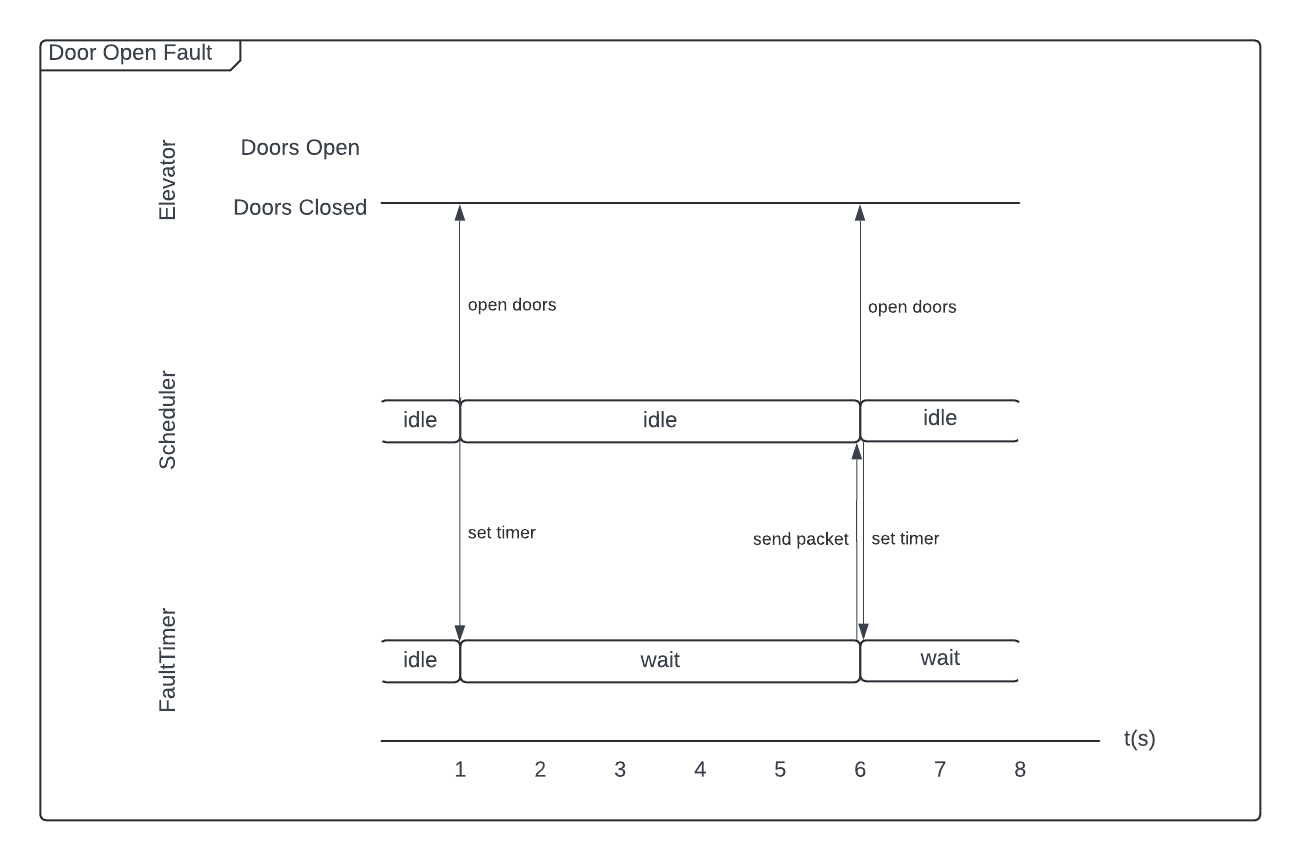 Door Open Fault
Elevator
Doors Open
Doors Closed
open doors
open doors
Scheduler
idle
idle
idle
set timer
send packet
set timer
FaultTimer
idle
wait
wait
t(s)
1 2 3 4 5 6 7 8